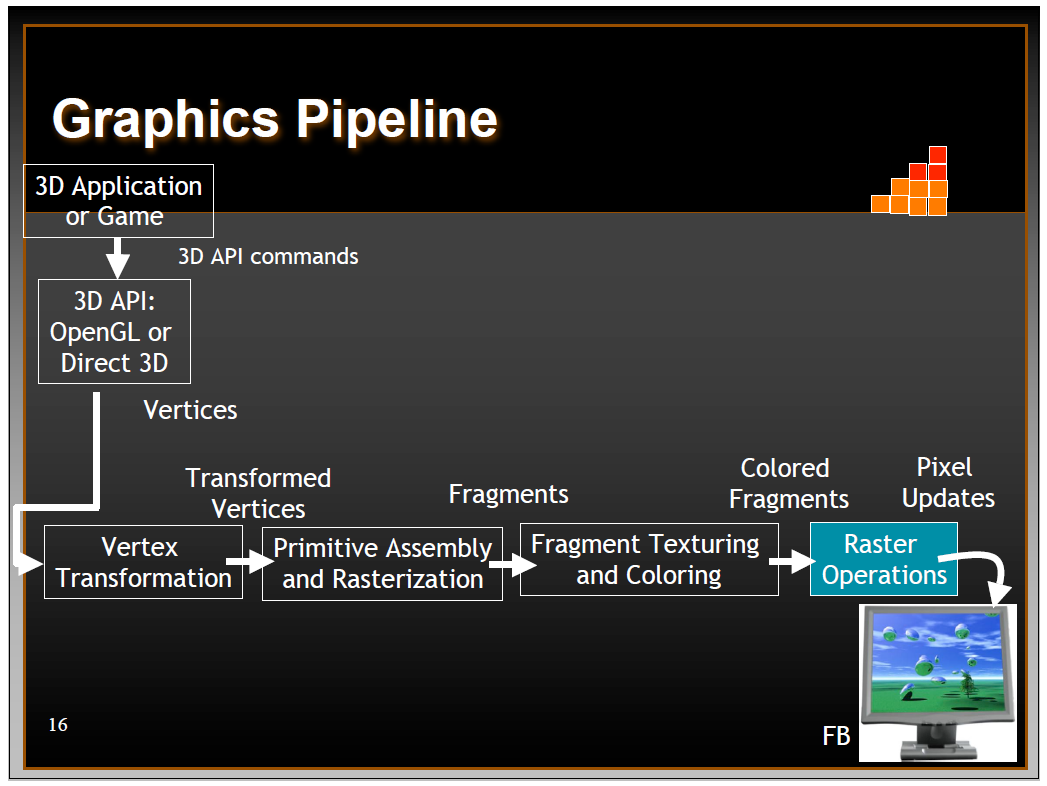 Graphics Pipeline
3D Application
or Game
3D API commands
3D API:
OpenGL or
Direct 3D
Vertices
Transformed
Vertices
Fragments
Colored
Fragments
Pixel
Updates
Vertex
Transformation
Primitive Assembly
and Rasterization
Fragment Texturing
and Coloring
Raster
Operations
16
FB